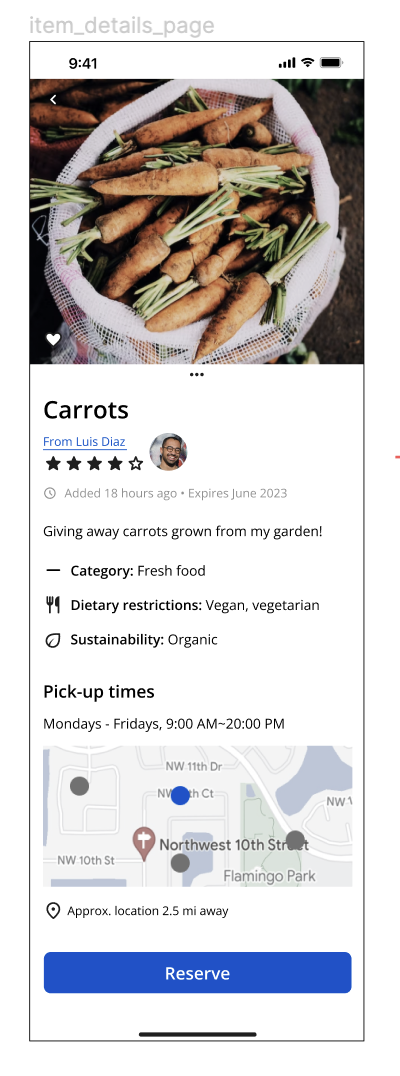 item_details_page
9:41
Carrots
From Luis Diaz
Added 18 hours ago • Expires June 2023
Giving away carrots grown from my garden!
Category: Fresh food
Dietary restrictions: Vegan, vegetarian
Sustainability: Organic
Pick-up times
Mondays - Fridays, 9:00 AM~20:00 PM
NW 11th Dr
NW th Ct
NW 1
Northwest 10th Street
NW 10th St
Flamingo Park
Approx. location 2.5 mi away
Reserve